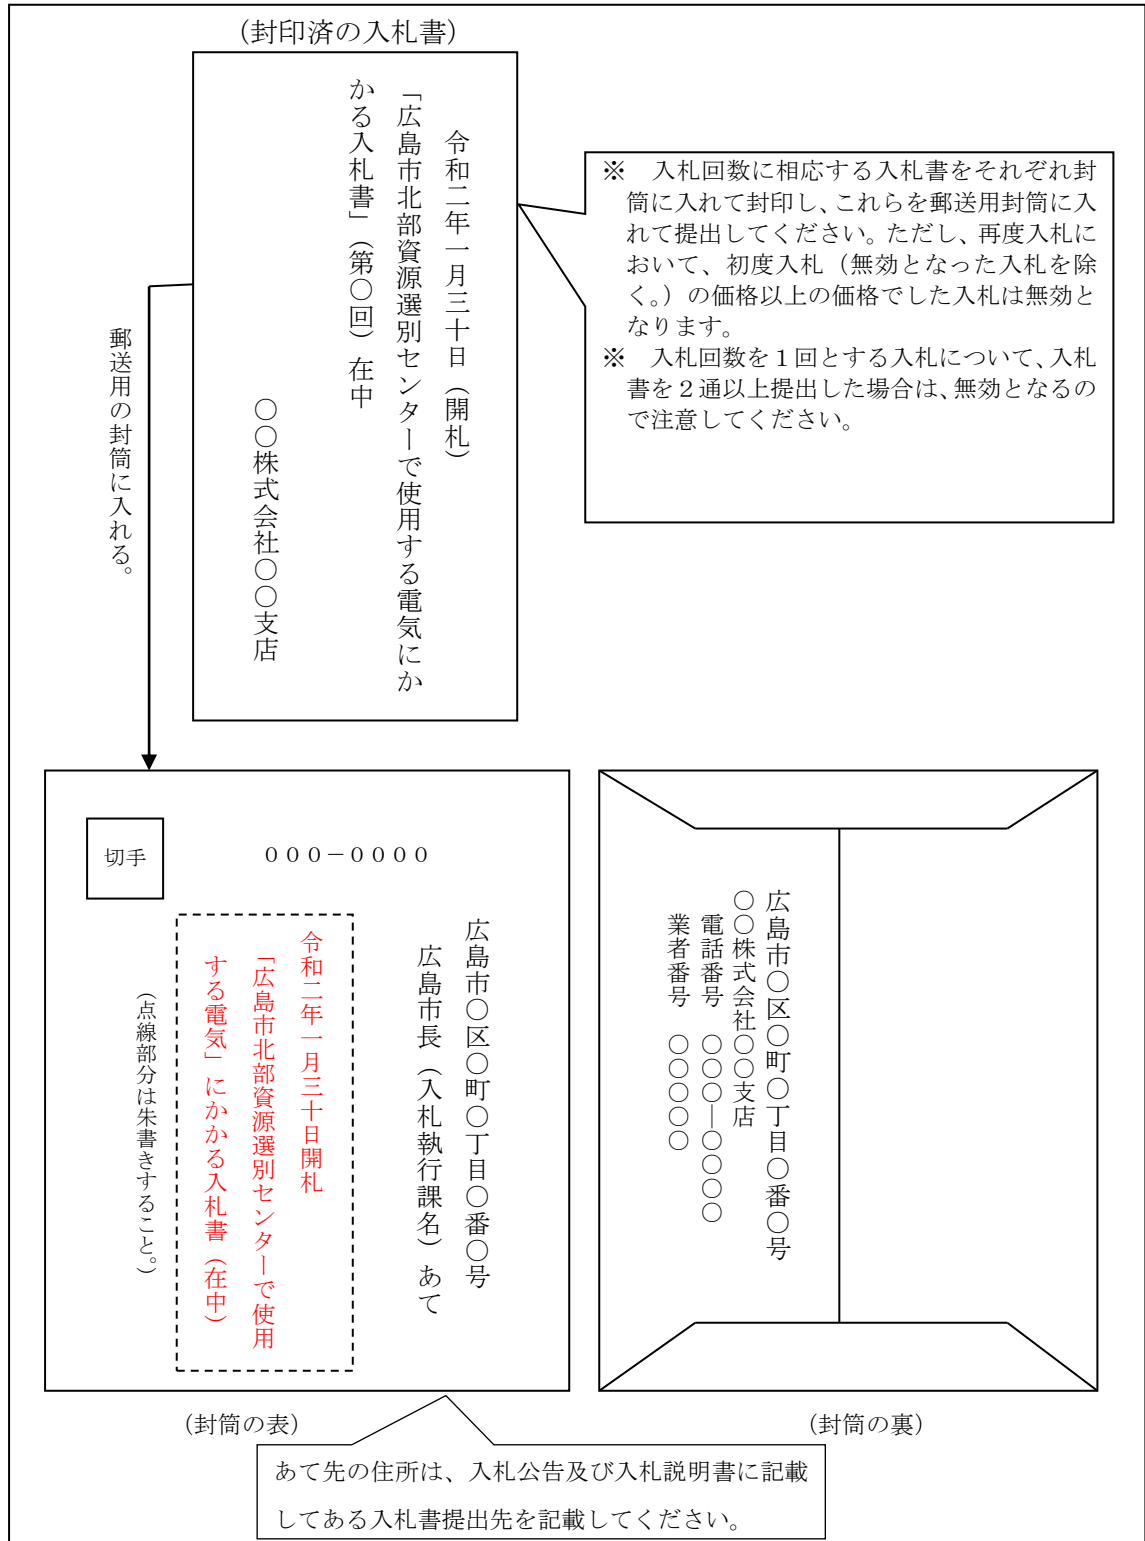 （封印済の入札書）
令和二年一月三十日（開札）
「広島市北部資源選別センターで使用する電気にか
かる入札書」（第〇回）在中
〇〇株式会社〇〇支店
※　入札回数に相応する入札書をそれぞれ封
筒に入れて封印し、これらを郵送用封筒に入
れて提出してください。ただし、再度入札に
おいて、初度入札（無効となった入札を除
く。）の価格以上の価格でした入札は無効と
なります。
※　入札回数を１回とする入札について、入札
書を２通以上提出した場合は、無効となるの
で注意してください。
郵送用の封筒に入れる。
切手
０００－００００
広島市〇区〇町〇丁目〇番〇号
広島市長（入札執行課名）あて
令和二年一月三十日開札
「広島市北部資源選別センターで使用
する電気」にかかる入札書（在中）
（点線部分は朱書きすること。）
（封筒の表）
広島市〇区〇町〇丁目〇番〇号
〇〇株式会社〇〇支店
電話番号　〇〇〇―〇〇〇〇
業者番号　〇〇〇〇〇
（封筒の裏）
あて先の住所は、入札公告及び入札説明書に記載
してある入札書提出先を記載してください。